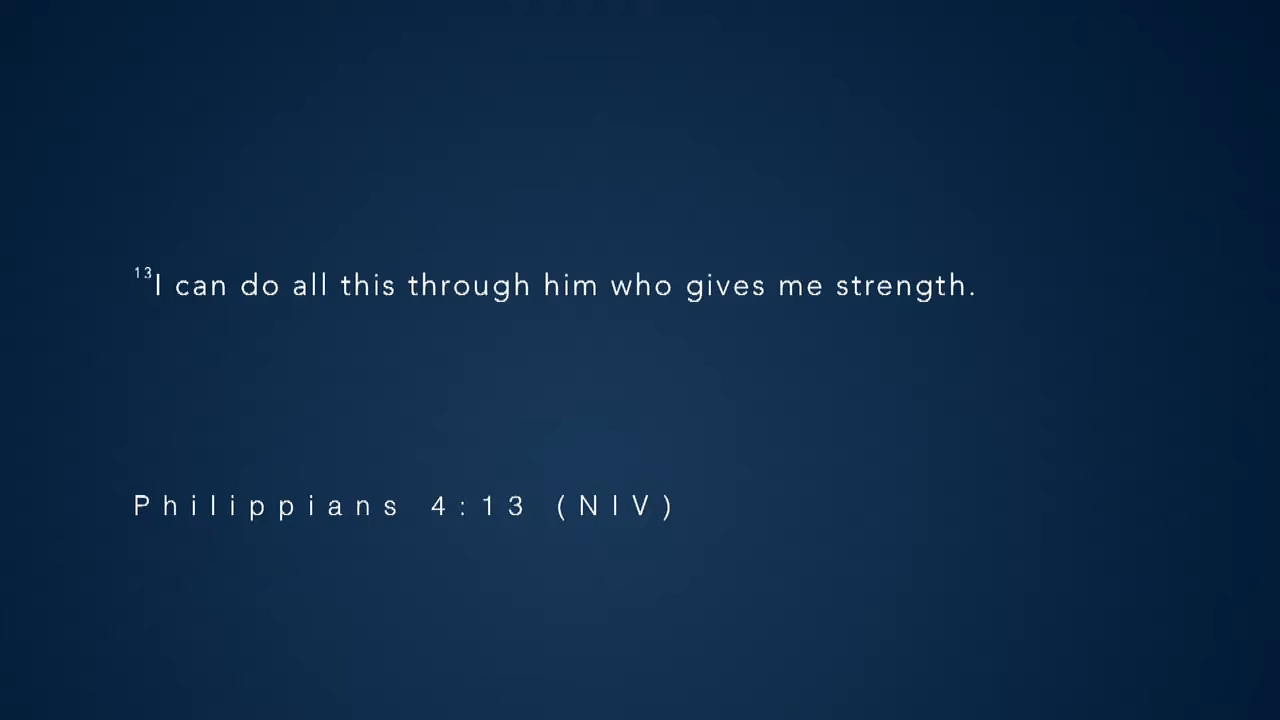 13I can do all this through him who gives me strength.
Philippians 4:13 (NIV)